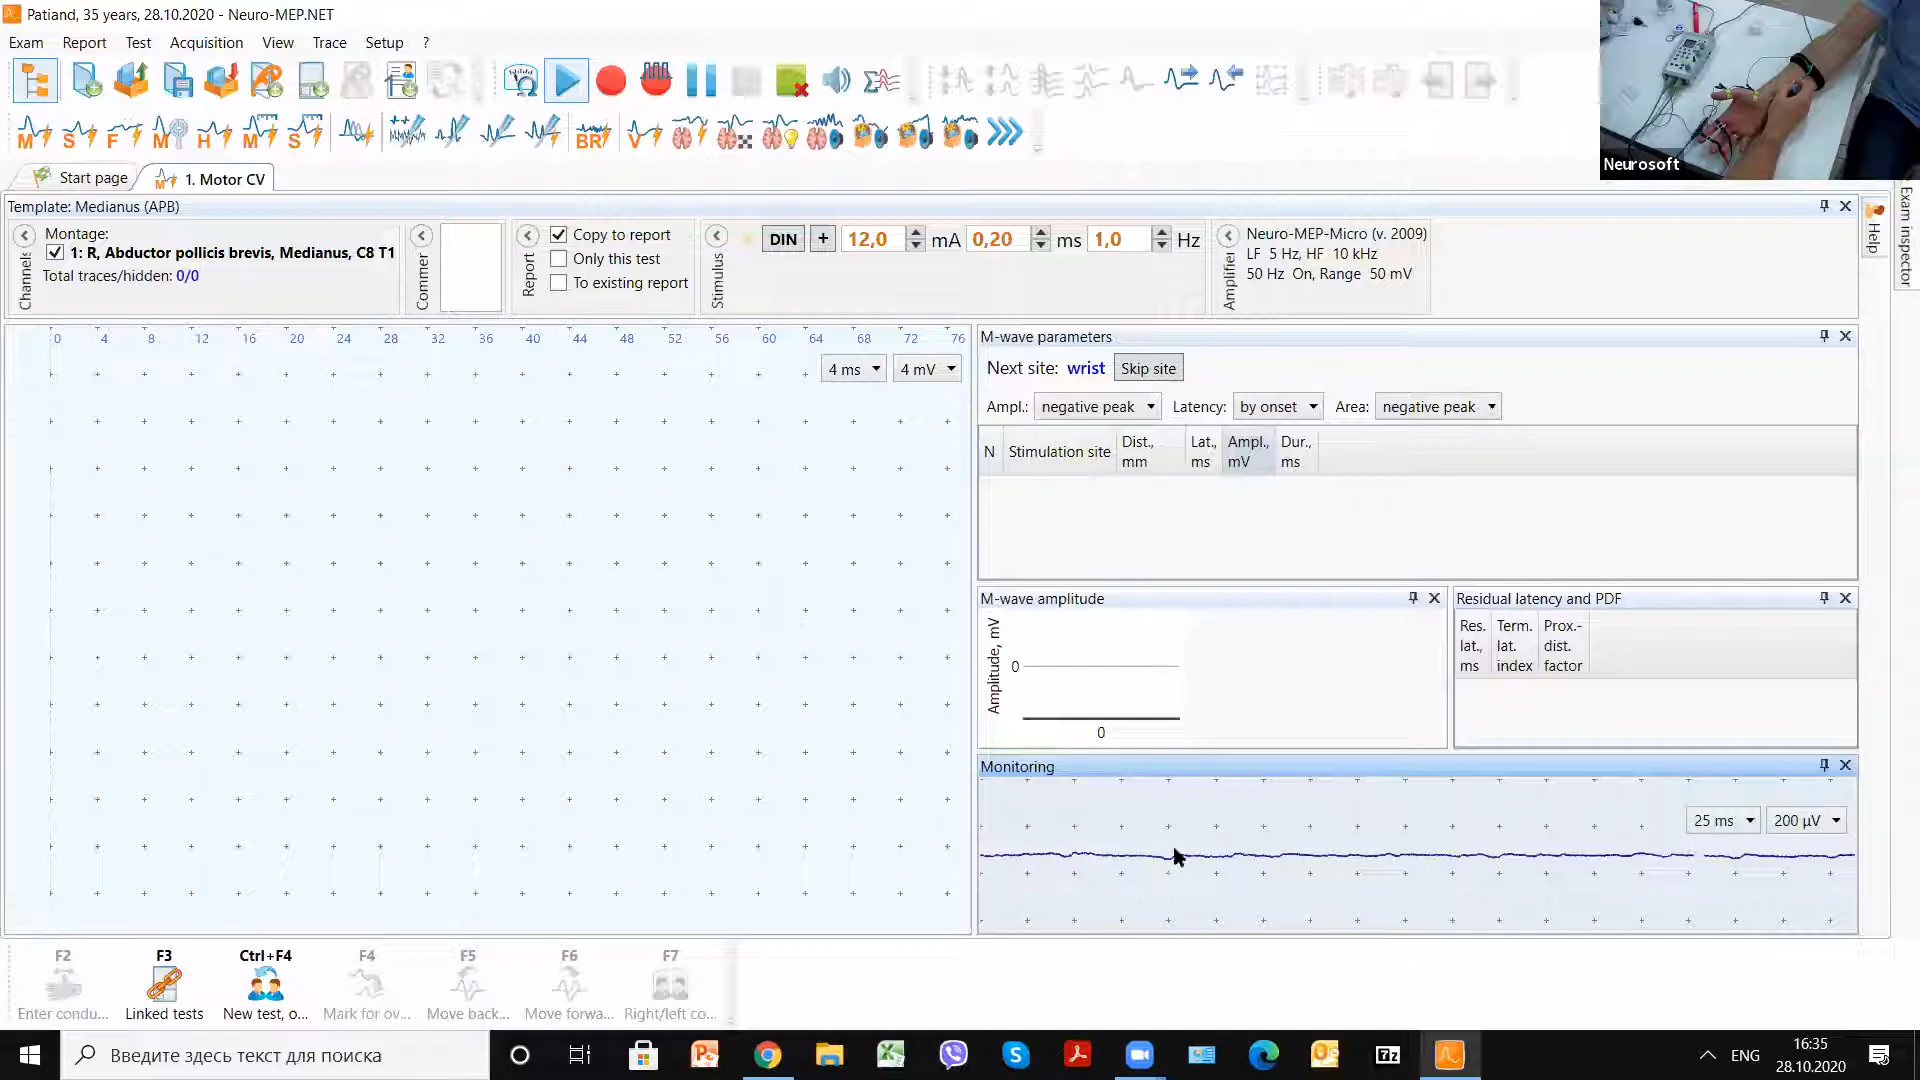 Patiand, 35 years, 28.10.2020 - Neuro-MEP.NET
Exam Report Test Acquisition View Trace Setup ?
M S F M H M S BR V
Neurosoft
Start page 1. Motor CV
Template: Medianus (APB)
Channels
Montage:
1: R, Abductor pollicis brevis, Medianus, C8 T1
Total traces/hidden: 0/0
Commer
Report
Copy to report
Only this test
To existing report
Stimulus
DIN + 12,0 mA 0,20 ms 1,0 Hz
Amplifier
Neuro-MEP-Micro (v. 2009)
LF 5 Hz, HF 10 kHz
50 Hz On, Range 50 mV
Help
Exam inspector
0 4 8 12 16 20 24 28 32 36 40 44 48 52 56 60 64 68 72 76
4 ms 4 mV
M-wave parameters
Next site: wrist Skip site
Ampl.: negative peak Latency: by onset Area: negative peak
N Stimulation site Dist., mm Lat., ms Ampl., mV Dur., ms
M-wave amplitude
Amplitude, mV
0
0
Residual latency and PDF
Res. lat., ms Term. lat. index Prox.- dist. factor
Monitoring
25 ms 200 µV
F2 F3 Ctrl+F4 F4 F5 F6 F7
Enter condu... Linked tests New test, o... Mark for ov... Move back... Move forwa... Right/left co...
Введите здесь текст для поиска
7z
ENG
16:35
28.10.2020